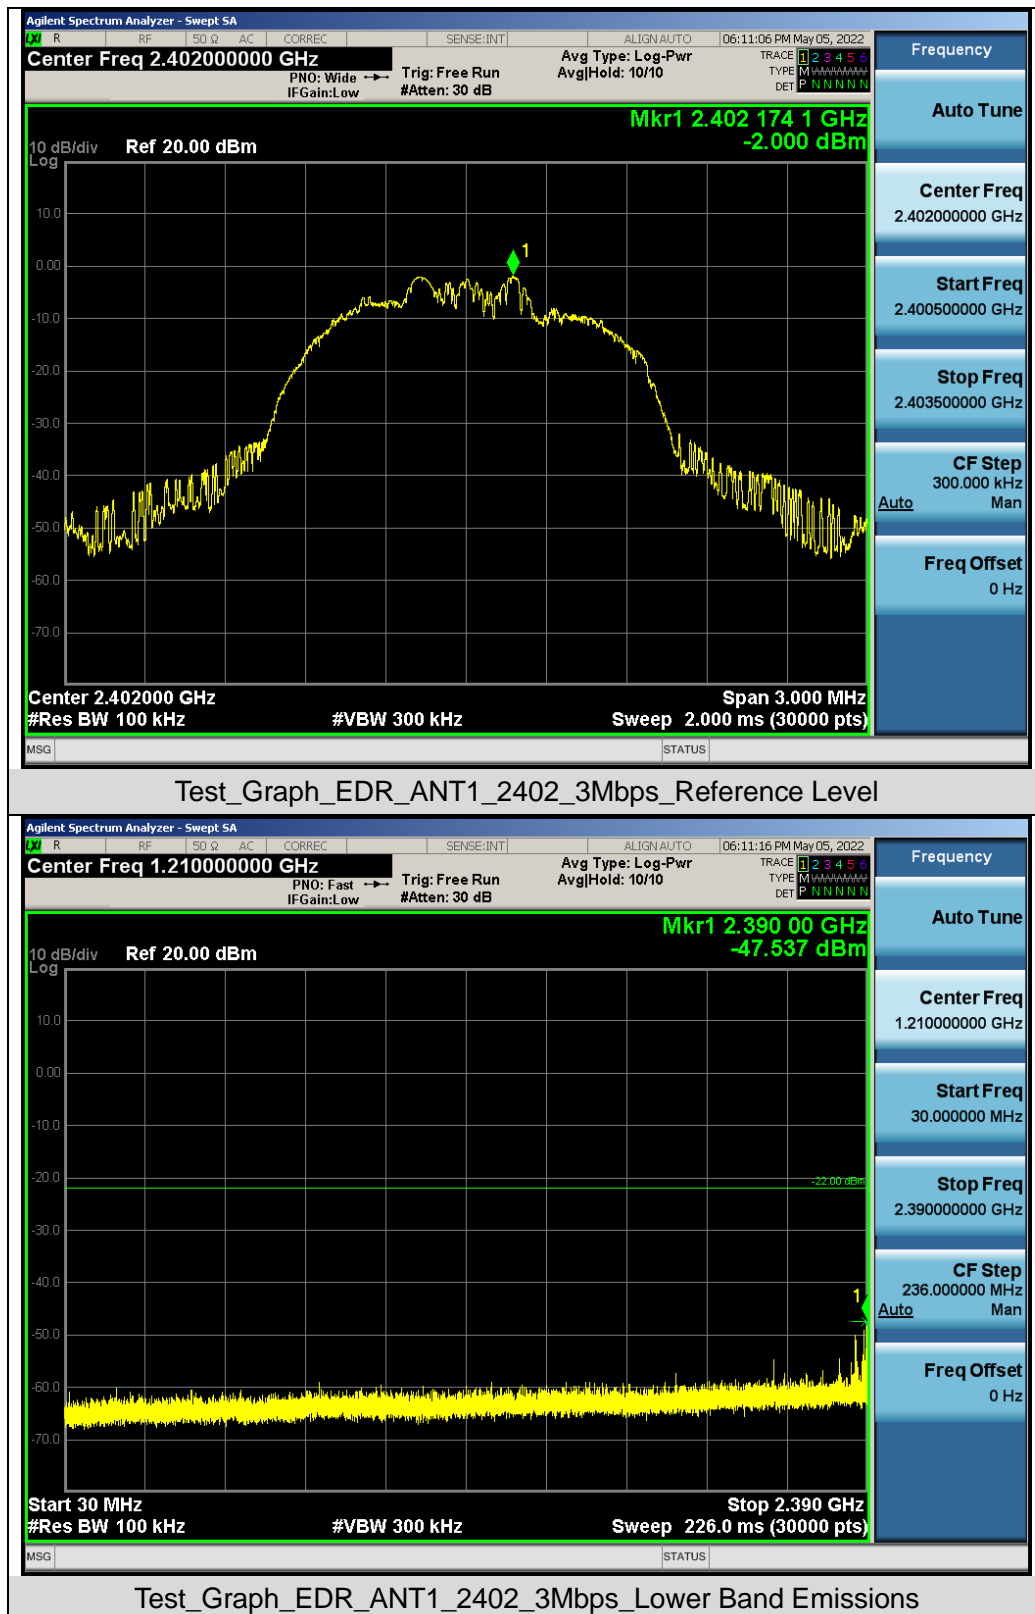 Agilent Spectrum Analyzer - Swept SA
LXI R RF 50 Ω AC CORREC SENSE:INT ALIGN AUTO 06:11:06 PM May 05, 2022
Center Freq 2.402000000 GHz
PNO: Wide
IFGain:Low
Trig: Free Run
#Atten: 30 dB
Avg Type: Log-Pwr
Avg|Hold: 10/10
TRACE 1 2 3 4 5 6
TYPE M WWWWW
DET P N N N N N
Mkr1 2.402 174 1 GHz
-2.000 dBm
10 dB/div Ref 20.00 dBm
Log
10.0
0.00
-10.0
-20.0
-30.0
-40.0
-50.0
-60.0
-70.0
1
Center 2.402000 GHz Span 3.000 MHz
#Res BW 100 kHz #VBW 300 kHz Sweep 2.000 ms (30000 pts)
MSG STATUS
Frequency
Auto Tune
Center Freq
2.402000000 GHz
Start Freq
2.400500000 GHz
Stop Freq
2.403500000 GHz
CF Step
300.000 kHz
Auto Man
Freq Offset
0 Hz
Test_Graph_EDR_ANT1_2402_3Mbps_Reference Level
Agilent Spectrum Analyzer - Swept SA
LXI R RF 50 Ω AC CORREC SENSE:INT ALIGN AUTO 06:11:16 PM May 05, 2022
Center Freq 1.210000000 GHz
PNO: Fast
IFGain:Low
Trig: Free Run
#Atten: 30 dB
Avg Type: Log-Pwr
Avg|Hold: 10/10
TRACE 1 2 3 4 5 6
TYPE M WWWWW
DET P N N N N N
Mkr1 2.390 00 GHz
-47.537 dBm
10 dB/div Ref 20.00 dBm
Log
10.0
0.00
-10.0
-20.0
-30.0
-40.0
-50.0
-60.0
-70.0
-22.00 dBm
1
Start 30 MHz Stop 2.390 GHz
#Res BW 100 kHz #VBW 300 kHz Sweep 226.0 ms (30000 pts)
MSG STATUS
Frequency
Auto Tune
Center Freq
1.210000000 GHz
Start Freq
30.000000 MHz
Stop Freq
2.390000000 GHz
CF Step
236.000000 MHz
Auto Man
Freq Offset
0 Hz
Test_Graph_EDR_ANT1_2402_3Mbps_Lower Band Emissions